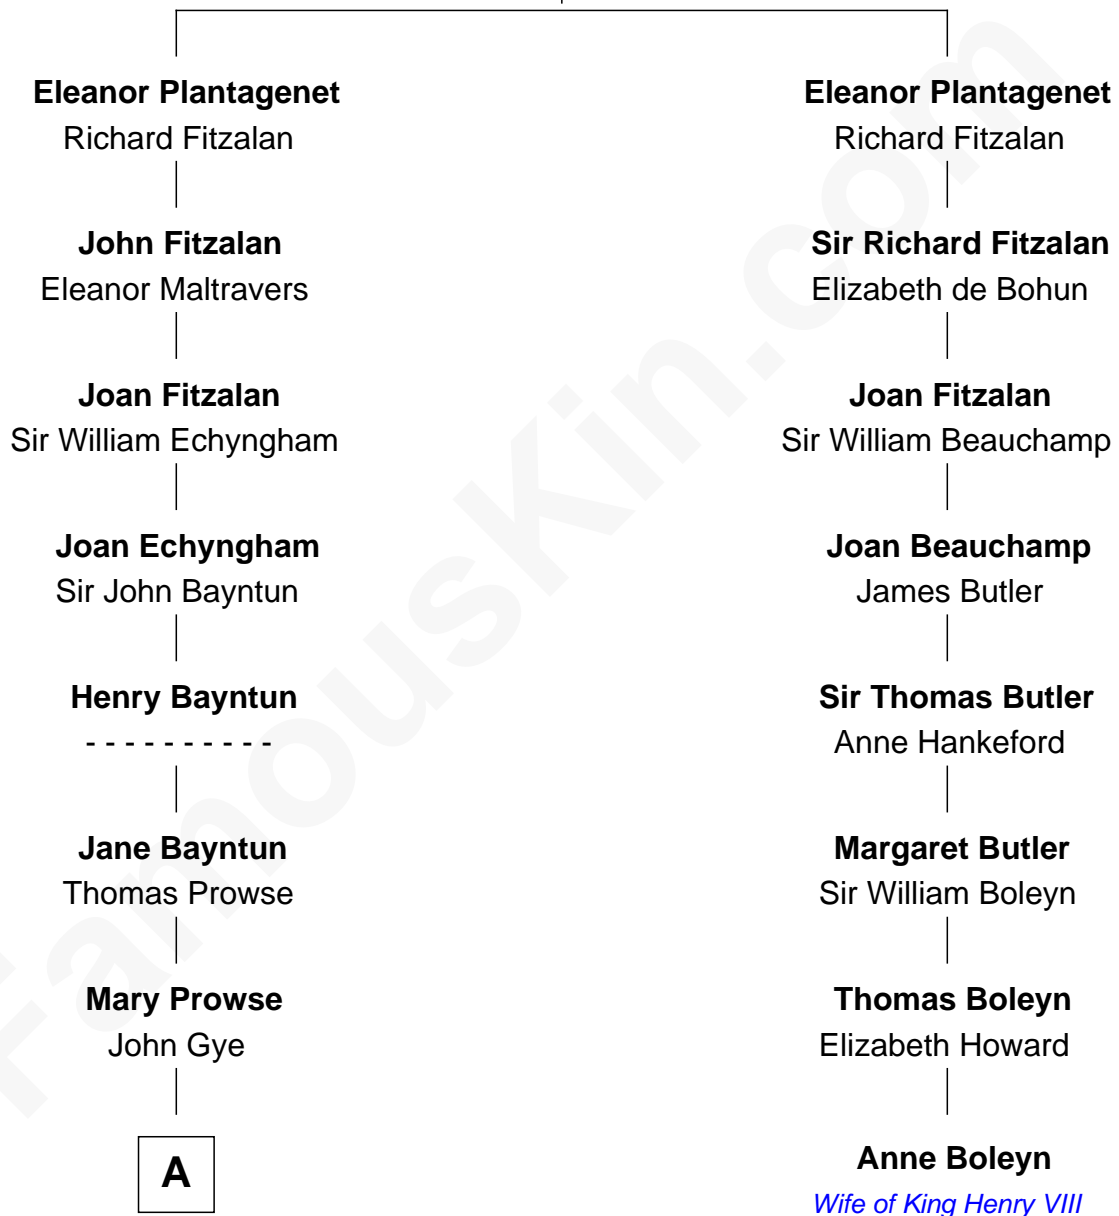 Eleanor Plantagenet
Richard Fitzalan
John Fitzalan
Eleanor Maltravers
Joan Fitzalan
Sir William Echyngham
Joan Echyngham
Sir John Bayntun
Henry Bayntun
- - - - - - - - - -
Jane Bayntun
Thomas Prowse
Mary Prowse
John Gye
A
Eleanor Plantagenet
Richard Fitzalan
Sir Richard Fitzalan
Elizabeth de Bohun
Joan Fitzalan
Sir William Beauchamp
Joan Beauchamp
James Butler
Sir Thomas Butler
Anne Hankeford
Margaret Butler
Sir William Boleyn
Thomas Boleyn
Elizabeth Howard
Anne Boleyn
Wife of King Henry VIII
FamousKin.com